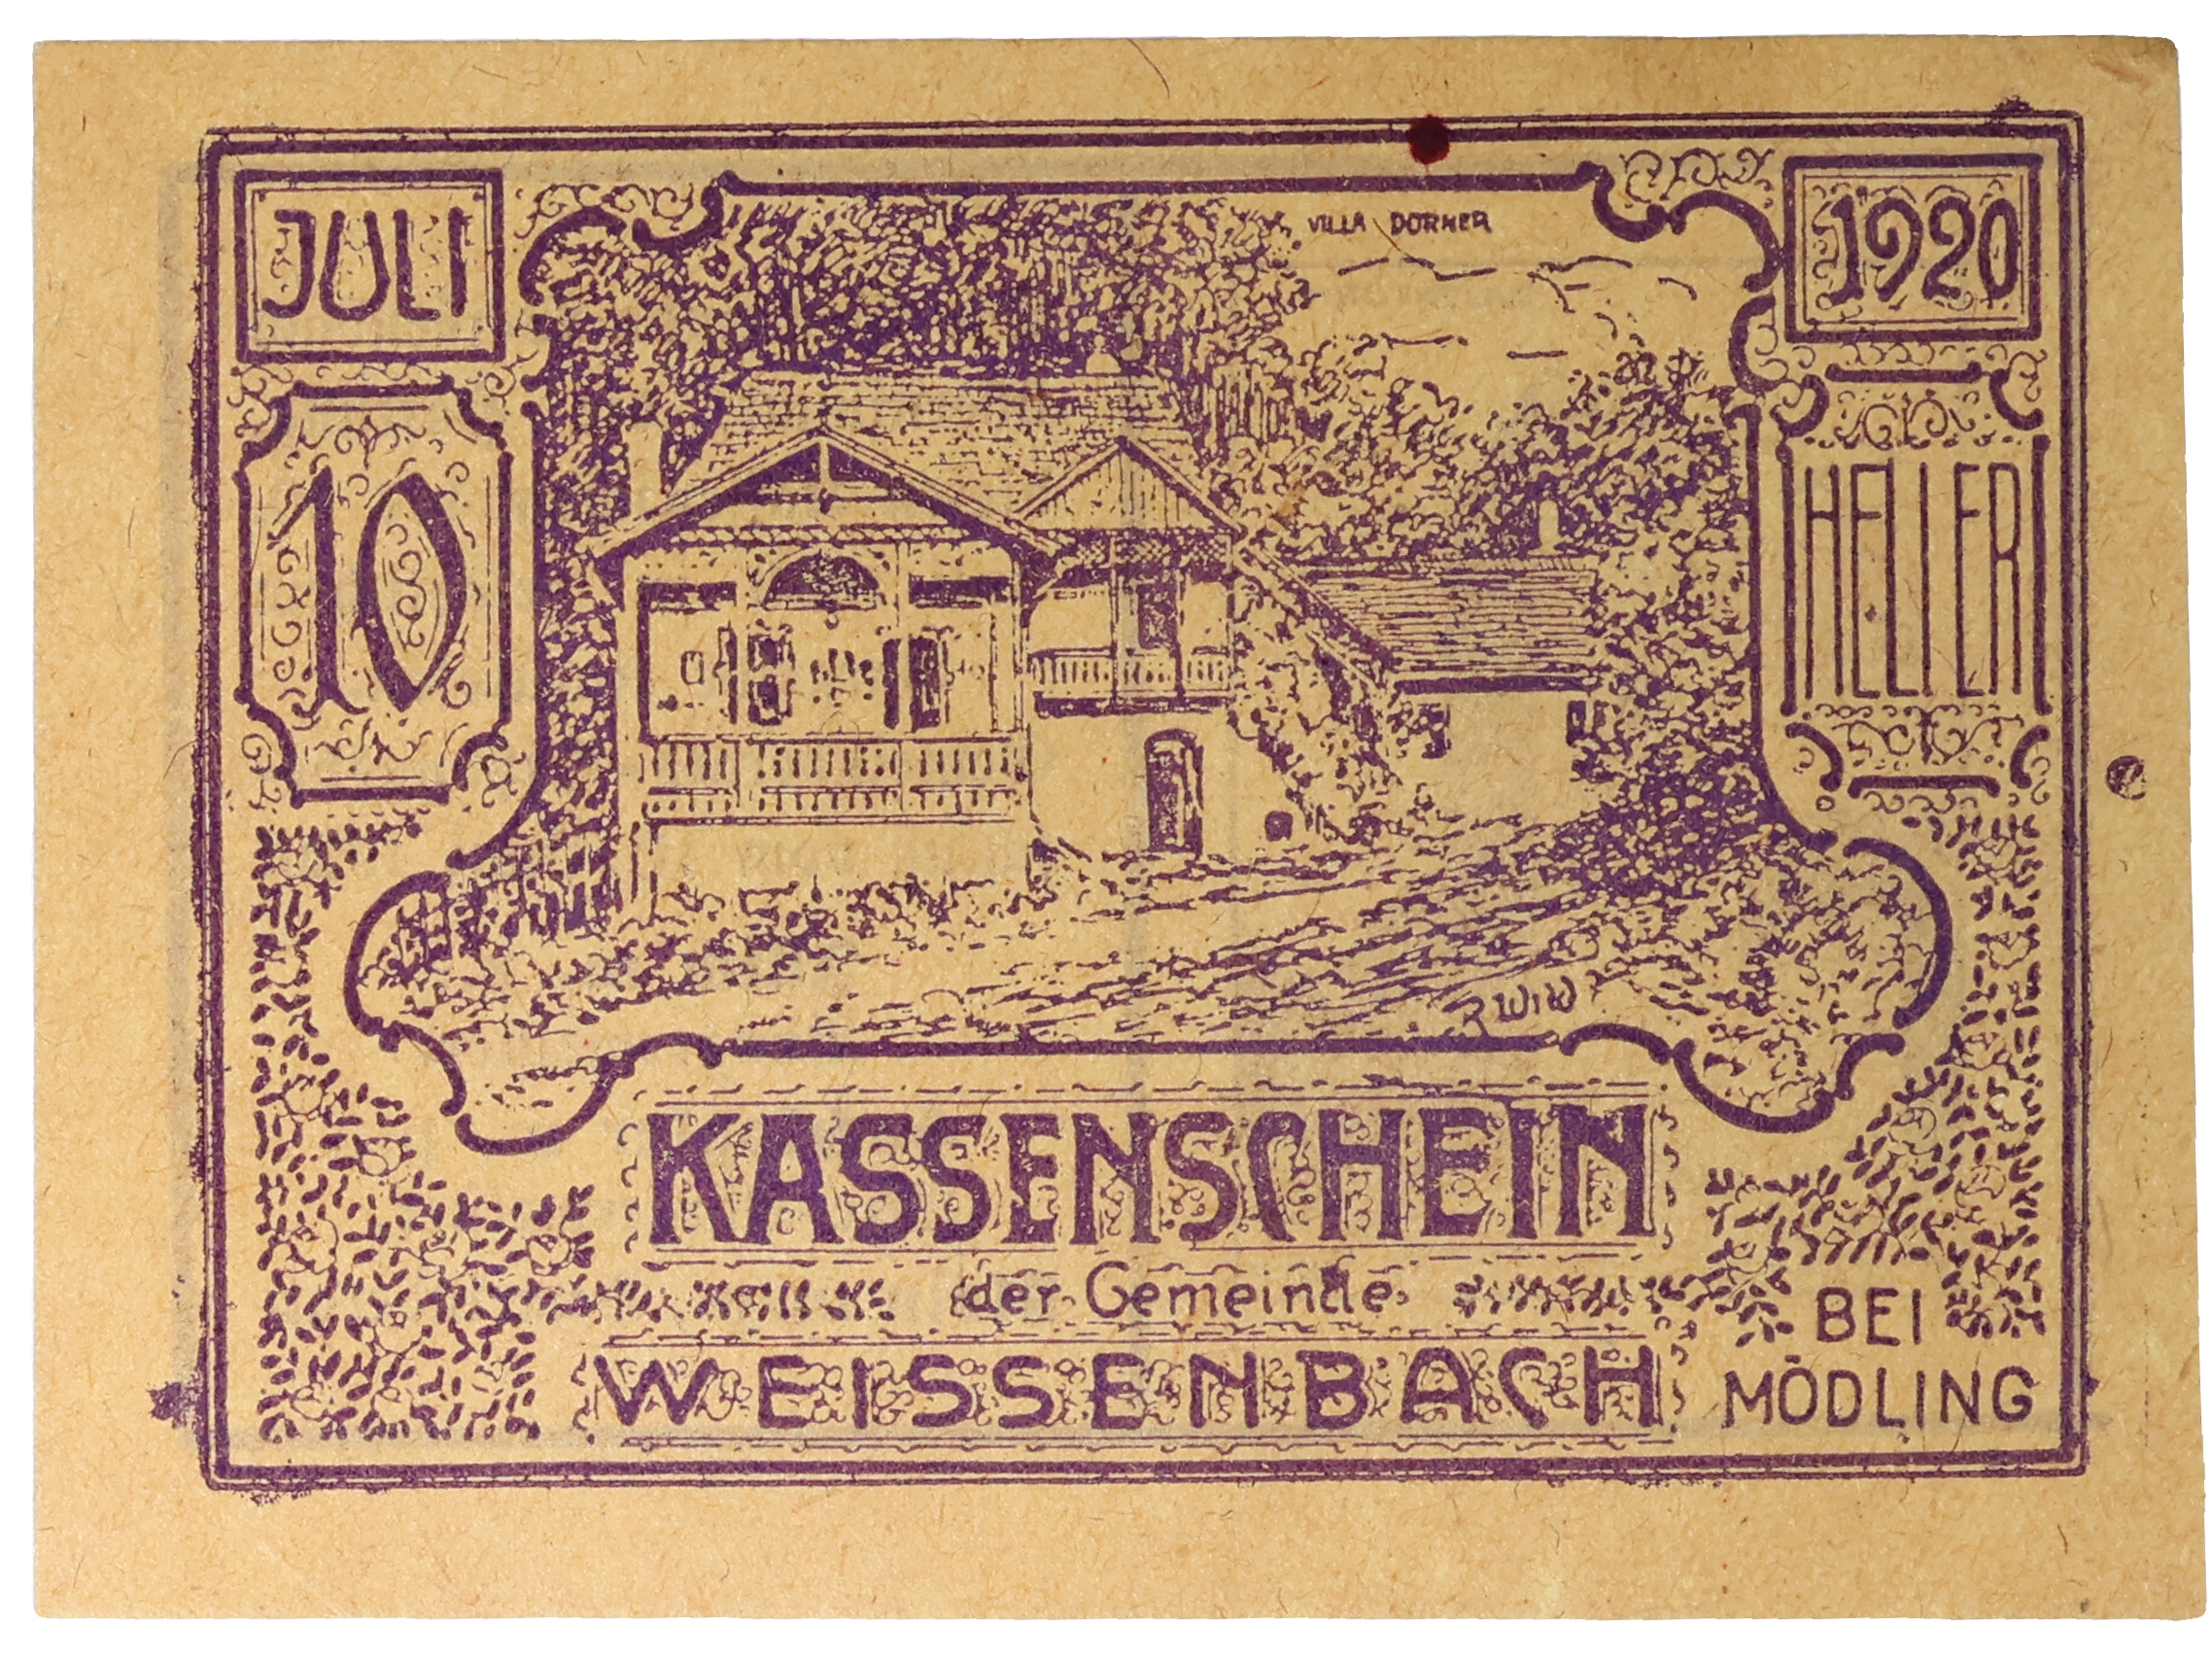 JULI
1920
VILLA DORNER
10
HELLER
KASSENSCHEIN
der Gemeinde
WEISSENBACH
BEI
MÖDLING